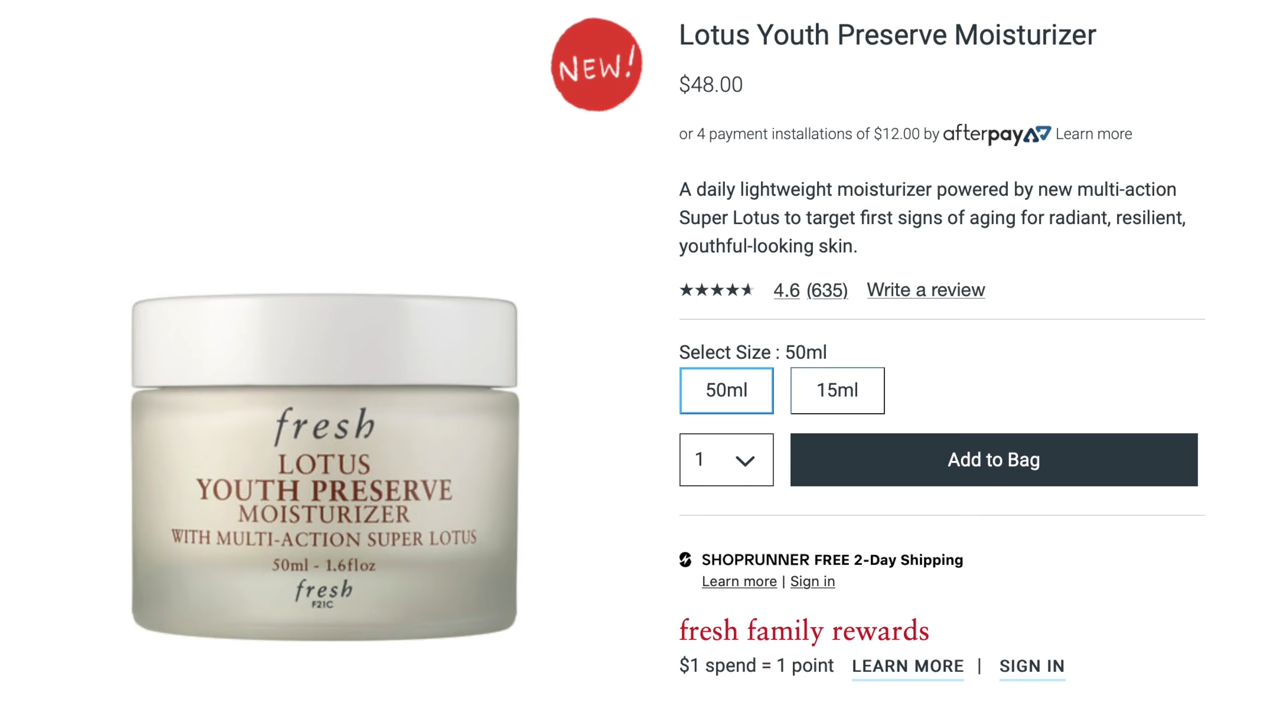 NEW!
fresh
LOTUS
YOUTH PRESERVE
MOISTURIZER
WITH MULTI-ACTION SUPER LOTUS
50ml - 1.6floz
fresh
F21C
Lotus Youth Preserve Moisturizer
$48.00
or 4 payment installations of $12.00 by afterpay Learn more
A daily lightweight moisturizer powered by new multi-action
Super Lotus to target first signs of aging for radiant, resilient,
youthful-looking skin.
4.6 (635) Write a review
Select Size : 50ml
50ml 15ml
1 Add to Bag
SHOPRUNNER FREE 2-Day Shipping
Learn more | Sign in
fresh family rewards
$1 spend = 1 point LEARN MORE | SIGN IN